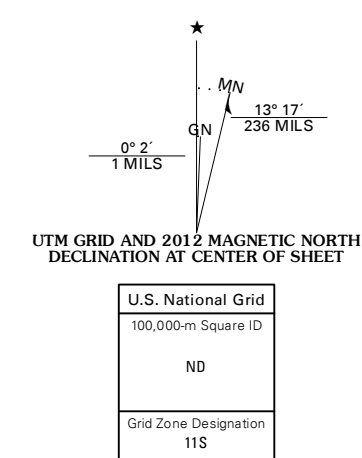 MN
GN
13° 17´
236 MILS
0° 2´
1 MILS
UTM GRID AND 2012 MAGNETIC NORTH
DECLINATION AT CENTER OF SHEET
U.S. National Grid
100,000-m Square ID
ND
Grid Zone Designation
11S